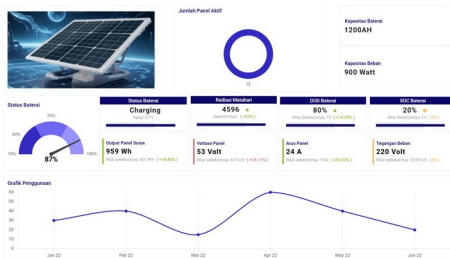 Jumlah Panel Aktif
12
Kapasitas Baterai
1200AH
Kapasitas Beban
900 Watt
Status Baterai
10%
40%
70%
100%
87%
Status Baterai
Charging
Value 87%
Radiasi Matahari
4596
DOD Baterai
80%
SOC Baterai
20%
Output Panel Surya
959 Wh
Voltase Panel
53 Volt
Arus Panel
24 A
Tegangan Beban
220 Volt
Grafik Penggunaan
60
50
40
30
20
10
0
Jan 22
Feb 22
Mar 22
Apr 22
May 22
Jun 22